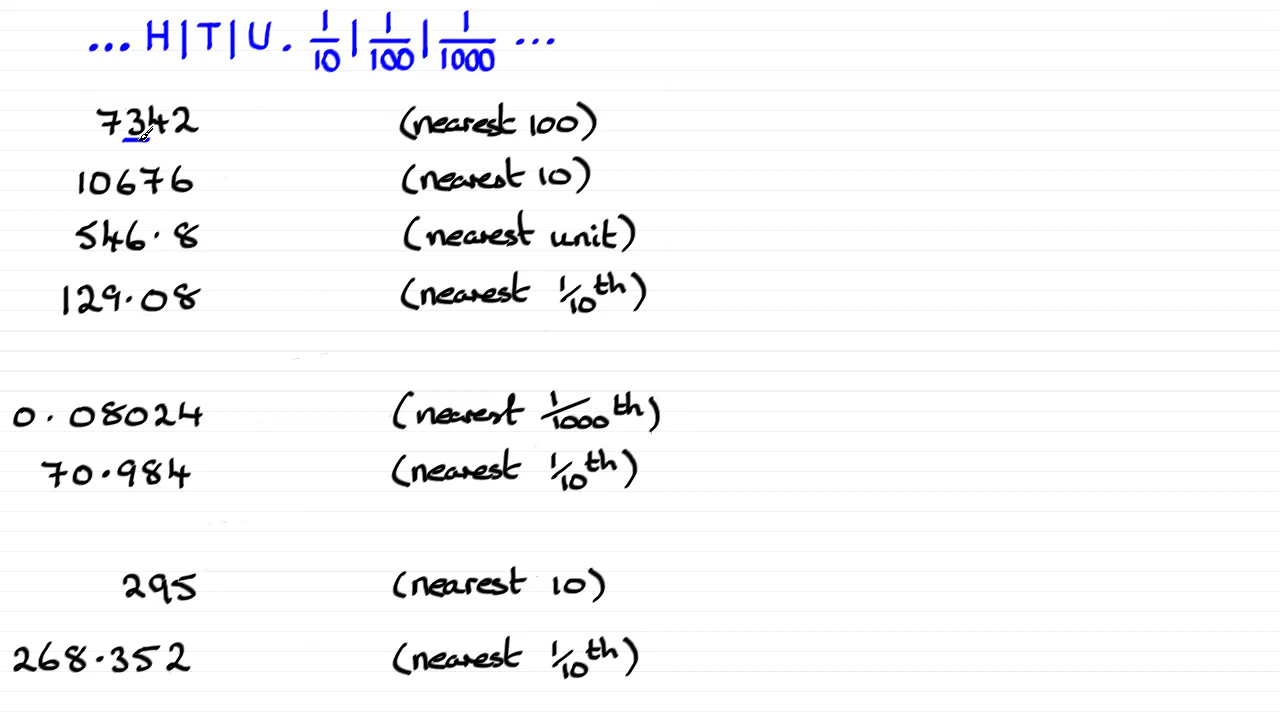 ... H|T|U. 1/10 | 1/100 | 1/1000 ...
7342 (nearest 100)
10676 (nearest 10)
546.8 (nearest unit)
129.08 (nearest 1/10th)
0.08024 (nearest 1/1000th)
70.984 (nearest 1/10th)
295 (nearest 10)
268.352 (nearest 1/10th)